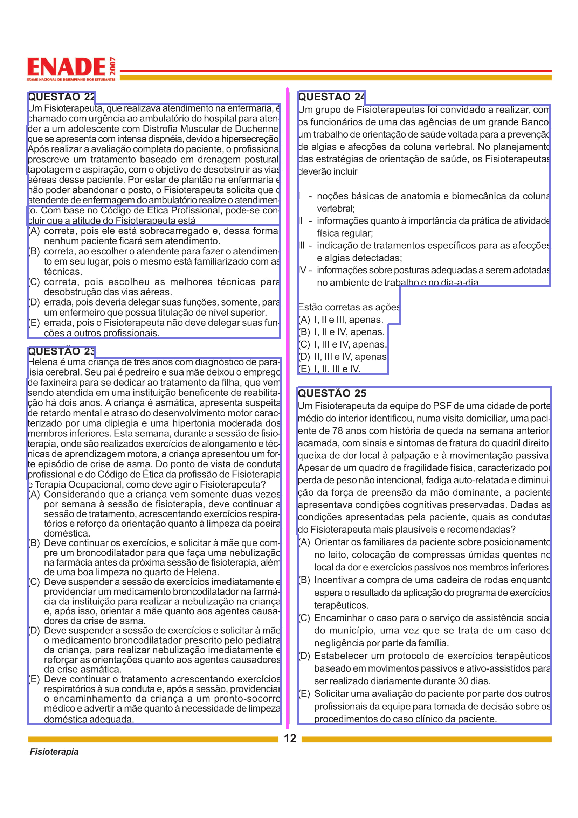 ENADE 2007
EXAME NACIONAL DE DESEMPENHO DOS ESTUDANTES
QUESTÃO 22
Um Fisioterapeuta, que realizava atendimento na enfermaria, é
chamado com urgência ao ambulatório do hospital para aten-
der a um adolescente com Distrofia Muscular de Duchenne,
que se apresenta com intensa dispnéia, devido a hipersecreção.
Após realizar a avaliação completa do paciente, o profissional
prescreve um tratamento baseado em drenagem postural,
tapotagem e aspiração, com o objetivo de desobstruir as vias
aéreas desse paciente. Por estar de plantão na enfermaria e
não poder abandonar o posto, o Fisioterapeuta solicita que o
atendente de enfermagem do ambulatório realize o atendimen-
to. Com base no Código de Ética Profissional, pode-se con-
cluir que a atitude do Fisioterapeuta está
(A) correta, pois ele está sobrecarregado e, dessa forma,
nenhum paciente ficará sem atendimento.
(B) correta, ao escolher o atendente para fazer o atendimen-
to em seu lugar, pois o mesmo está familiarizado com as
técnicas.
(C) correta, pois escolheu as melhores técnicas para
desobstrução das vias aéreas.
(D) errada, pois deveria delegar suas funções, somente, para
um enfermeiro que possua titulação de nível superior.
(E) errada, pois o Fisioterapeuta não deve delegar suas fun-
ções a outros profissionais.
QUESTÃO 23
Helena é uma criança de três anos com diagnóstico de para-
lisia cerebral. Seu pai é pedreiro e sua mãe deixou o emprego
de faxineira para se dedicar ao tratamento da filha, que vem
sendo atendida em uma instituição beneficente de reabilita-
ção há dois anos. A criança é asmática, apresenta suspeita
de retardo mental e atraso do desenvolvimento motor carac-
terizado por uma diplegia e uma hipertonia moderada dos
membros inferiores. Esta semana, durante a sessão de fisio-
terapia, onde são realizados exercícios de alongamento e téc-
nicas de aprendizagem motora, a criança apresentou um for-
te episódio de crise de asma. Do ponto de vista de conduta
profissional e do Código de Ética da profissão de Fisioterapia
e Terapia Ocupacional, como deve agir o Fisioterapeuta?
(A) Considerando que a criança vem somente duas vezes
por semana à sessão de fisioterapia, deve continuar a
sessão de tratamento, acrescentando exercícios respira-
tórios e reforço da orientação quanto à limpeza da poeira
doméstica.
(B) Deve continuar os exercícios, e solicitar à mãe que com-
pre um broncodilatador para que faça uma nebulização
na farmácia antes da próxima sessão de fisioterapia, além
de uma boa limpeza no quarto de Helena.
(C) Deve suspender a sessão de exercícios imediatamente e
providenciar um medicamento broncodilatador na farmá-
cia da instituição para realizar a nebulização na criança
e, após isso, orientar a mãe quanto aos agentes causa-
dores da crise de asma.
(D) Deve suspender a sessão de exercícios e solicitar à mãe
o medicamento broncodilatador prescrito pelo pediatra
da criança, para realizar nebulização imediatamente e
reforçar as orientações quanto aos agentes causadores
da crise asmática.
(E) Deve continuar o tratamento acrescentando exercícios
respiratórios à sua conduta e, após a sessão, providenciar
o encaminhamento da criança a um pronto-socorro
médico e advertir a mãe quanto à necessidade de limpeza
doméstica adequada.
QUESTÃO 24
Um grupo de Fisioterapeutas foi convidado a realizar, com
os funcionários de uma das agências de um grande Banco,
um trabalho de orientação de saúde voltada para a prevenção
de algias e afecções da coluna vertebral. No planejamento
das estratégias de orientação de saúde, os Fisioterapeutas
deverão incluir
I - noções básicas de anatomia e biomecânica da coluna
vertebral;
II - informações quanto à importância da prática de atividade
física regular;
III - indicação de tratamentos específicos para as afecções
e algias detectadas;
IV - informações sobre posturas adequadas a serem adotadas
no ambiente de trabalho e no dia-a-dia.
Estão corretas as ações
(A) I, II e III, apenas.
(B) I, II e IV, apenas.
(C) I, III e IV, apenas.
(D) II, III e IV, apenas.
(E) I, II, III e IV.
QUESTÃO 25
Um Fisioterapeuta da equipe do PSF de uma cidade de porte
médio do interior identificou, numa visita domiciliar, uma paci-
ente de 78 anos com história de queda na semana anterior,
acamada, com sinais e sintomas de fratura do quadril direito,
queixa de dor local à palpação e à movimentação passiva.
Apesar de um quadro de fragilidade física, caracterizado por
perda de peso não intencional, fadiga auto-relatada e diminui-
ção da força de preensão da mão dominante, a paciente
apresentava condições cognitivas preservadas. Dadas as
condições apresentadas pela paciente, quais as condutas
do Fisioterapeuta mais plausíveis e recomendadas?
(A) Orientar os familiares da paciente sobre posicionamento
no leito, colocação de compressas úmidas quentes no
local da dor e exercícios passivos nos membros inferiores.
(B) Incentivar a compra de uma cadeira de rodas enquanto
espera o resultado da aplicação do programa de exercícios
terapêuticos.
(C) Encaminhar o caso para o serviço de assistência social
do município, uma vez que se trata de um caso de
negligência por parte da família.
(D) Estabelecer um protocolo de exercícios terapêuticos
baseado em movimentos passivos e ativo-assistidos para
ser realizado diariamente durante 30 dias.
(E) Solicitar uma avaliação do paciente por parte dos outros
profissionais da equipe para tomada de decisão sobre os
procedimentos do caso clínico da paciente.
12
Fisioterapia